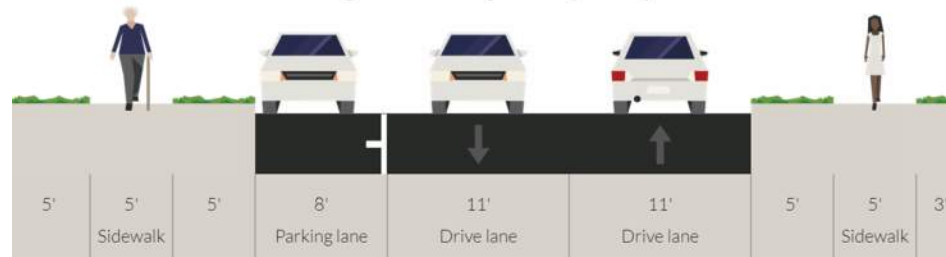 5' 5' 5' 8' 11' 11' 5' 5' 3'
Sidewalk Parking lane Drive lane Drive lane Sidewalk